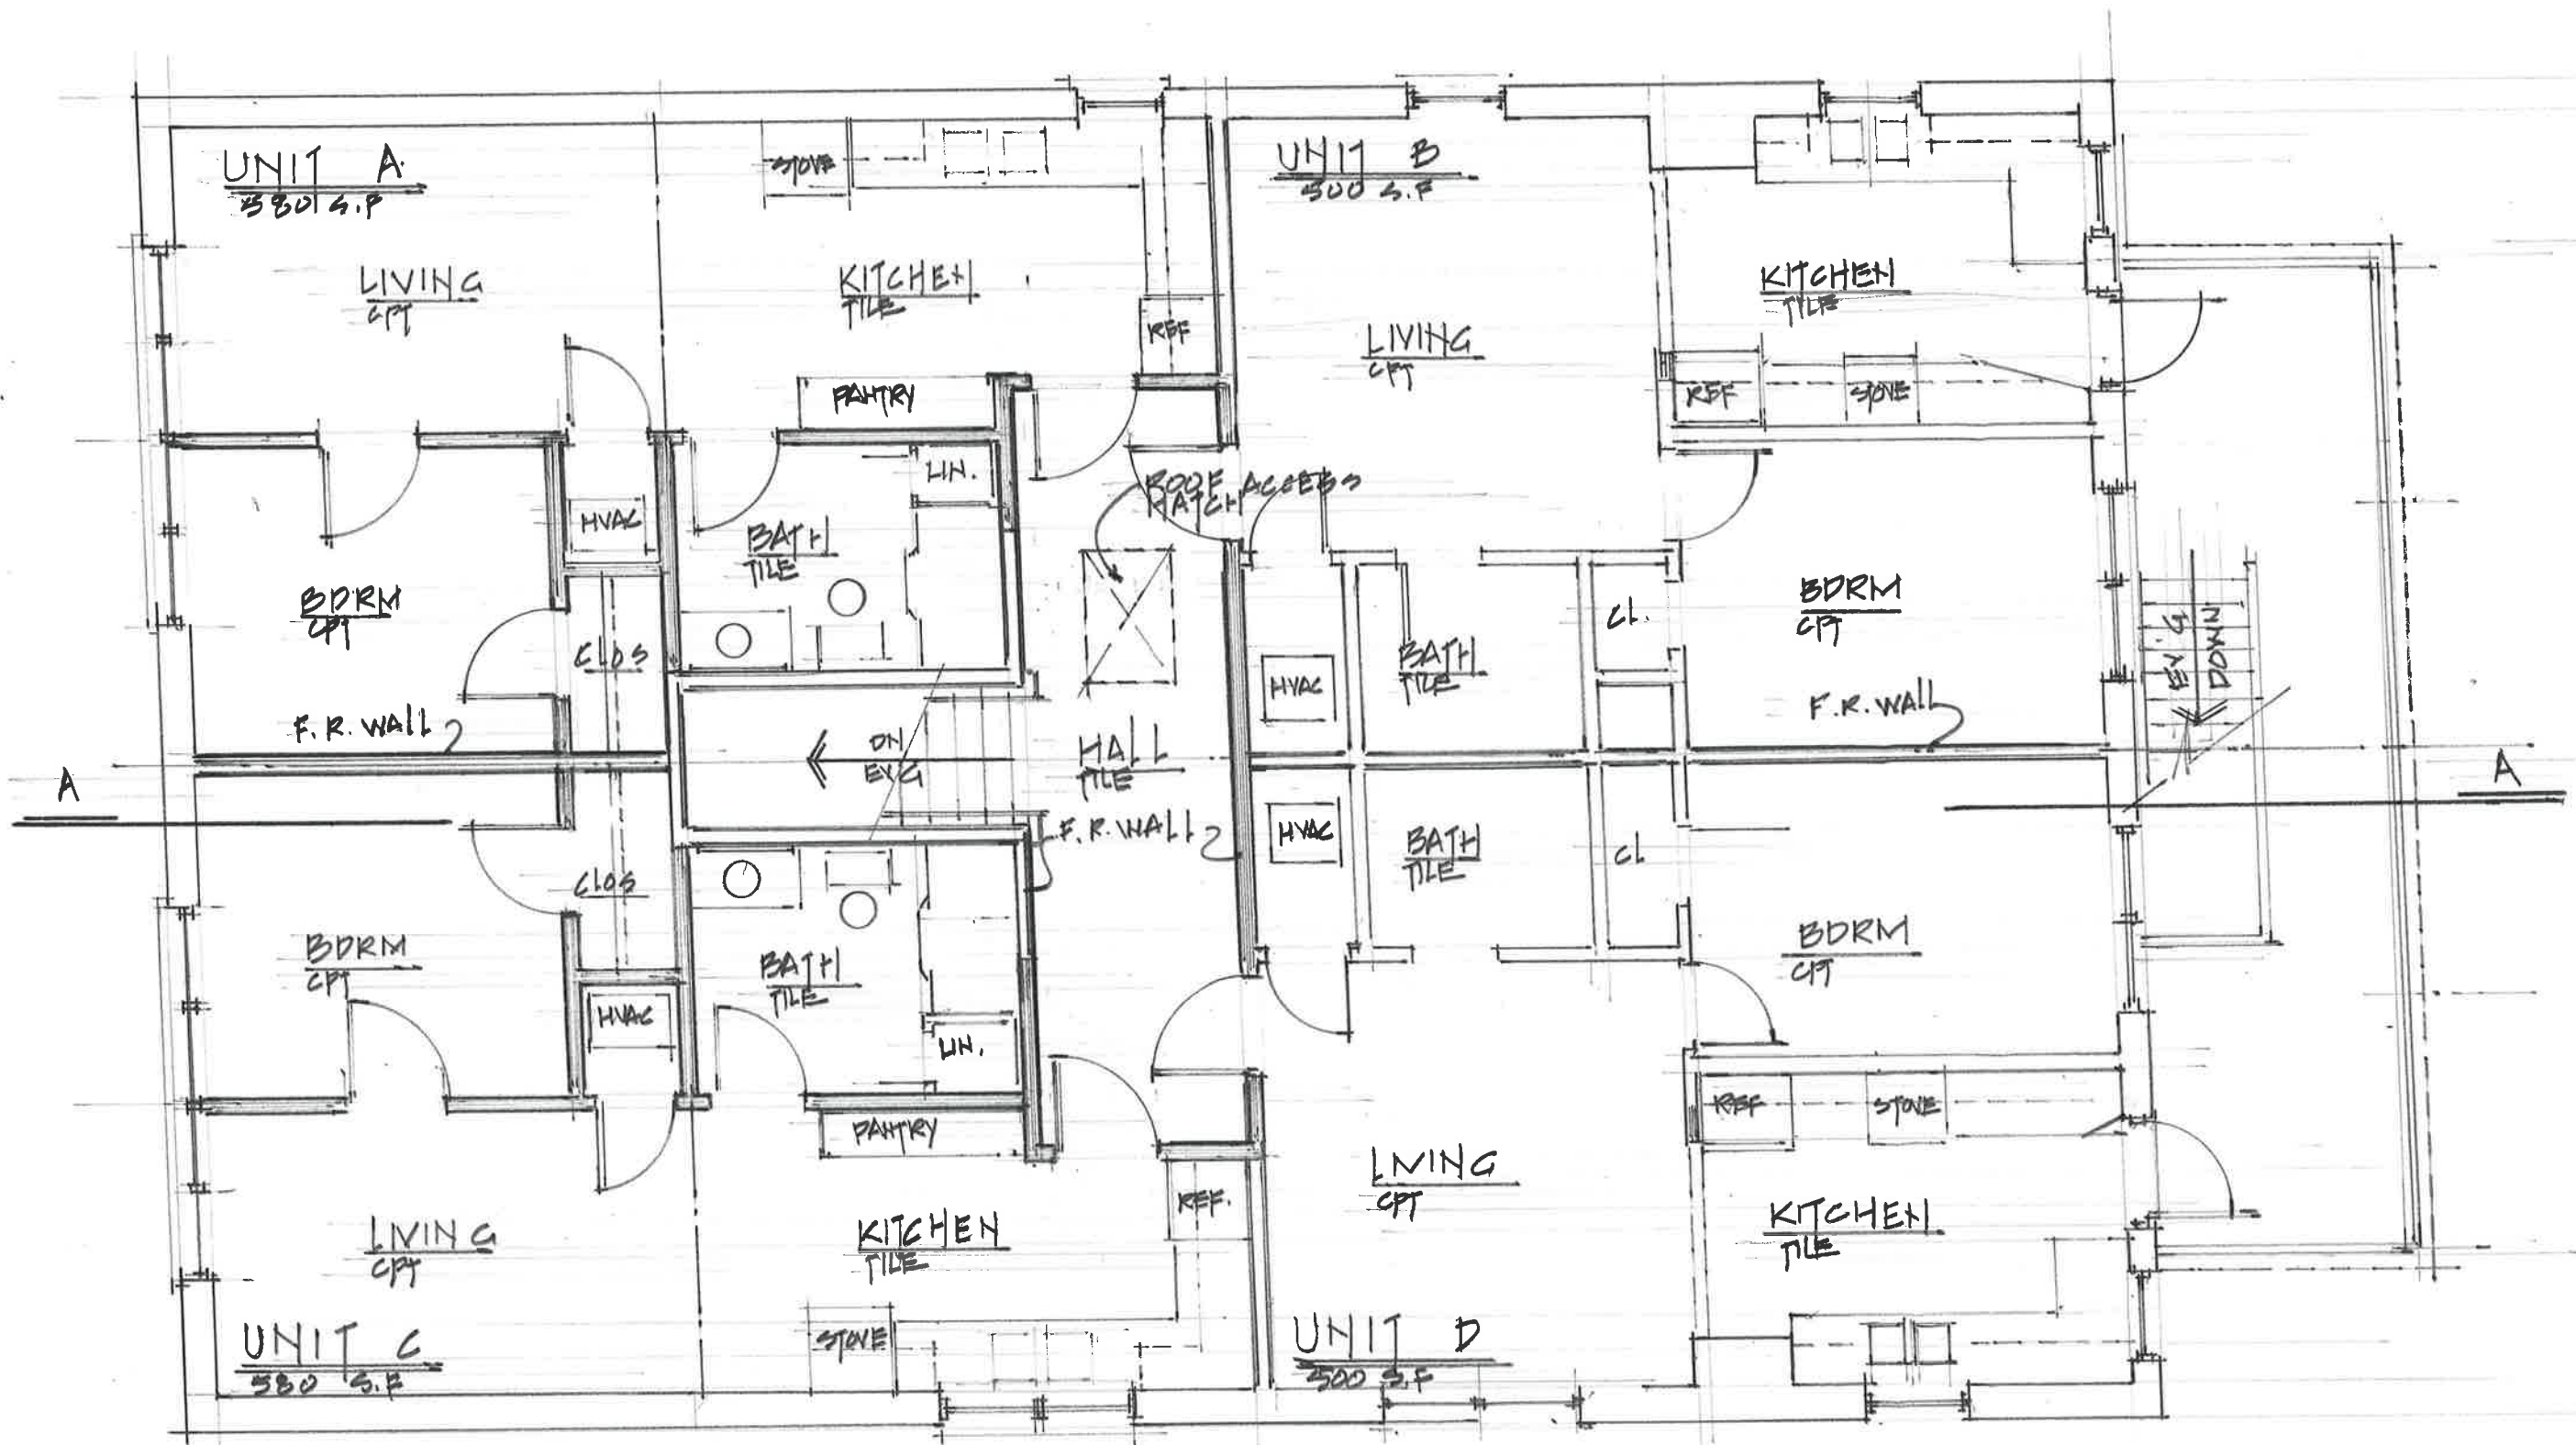 UNIT A
580 S.F
STOVE
LIVING
CPT
KITCHEN
TILE
REF
PANTRY
UNIT B
500 S.F
LIVING
CPT
KITCHEN
TILE
REF
STOVE
LIN.
ROOF ACCESS
HATCH
HVAC
BATH
TILE
BDRM
CPT
CLOS
F.R. WALL
HVAC
BATH
TILE
CL.
BDRM
CPT
F.R. WALL
EX'G
DOWN
DN
EX'G
HALL
TILE
A
A
F.R. WALL
HVAC
BATH
TILE
CL
BDRM
CPT
CLOS
BDRM
CPT
HVAC
BATH
TILE
LIN.
PANTRY
REF.
LIVING
CPT
KITCHEN
TILE
STOVE
UNIT C
580 S.F
REF
STOVE
LIVING
CPT
KITCHEN
TILE
UNIT D
500 S.F